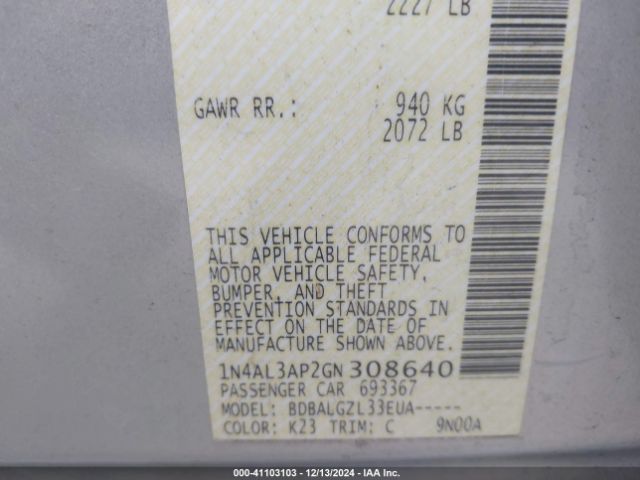 2227 LB
GAWR RR.: 940 KG
2072 LB
THIS VEHICLE CONFORMS TO
ALL APPLICABLE FEDERAL
MOTOR VEHICLE SAFETY,
BUMPER, AND THEFT
PREVENTION STANDARDS IN
EFFECT ON THE DATE OF
MANUFACTURE SHOWN ABOVE.
1N4AL3AP2GN308640
PASSENGER CAR 693367
MODEL: BDBALGZL33EUA-----
COLOR: K23 TRIM: C 9N00A
000-41103103 - 12/13/2024 - IAA Inc.